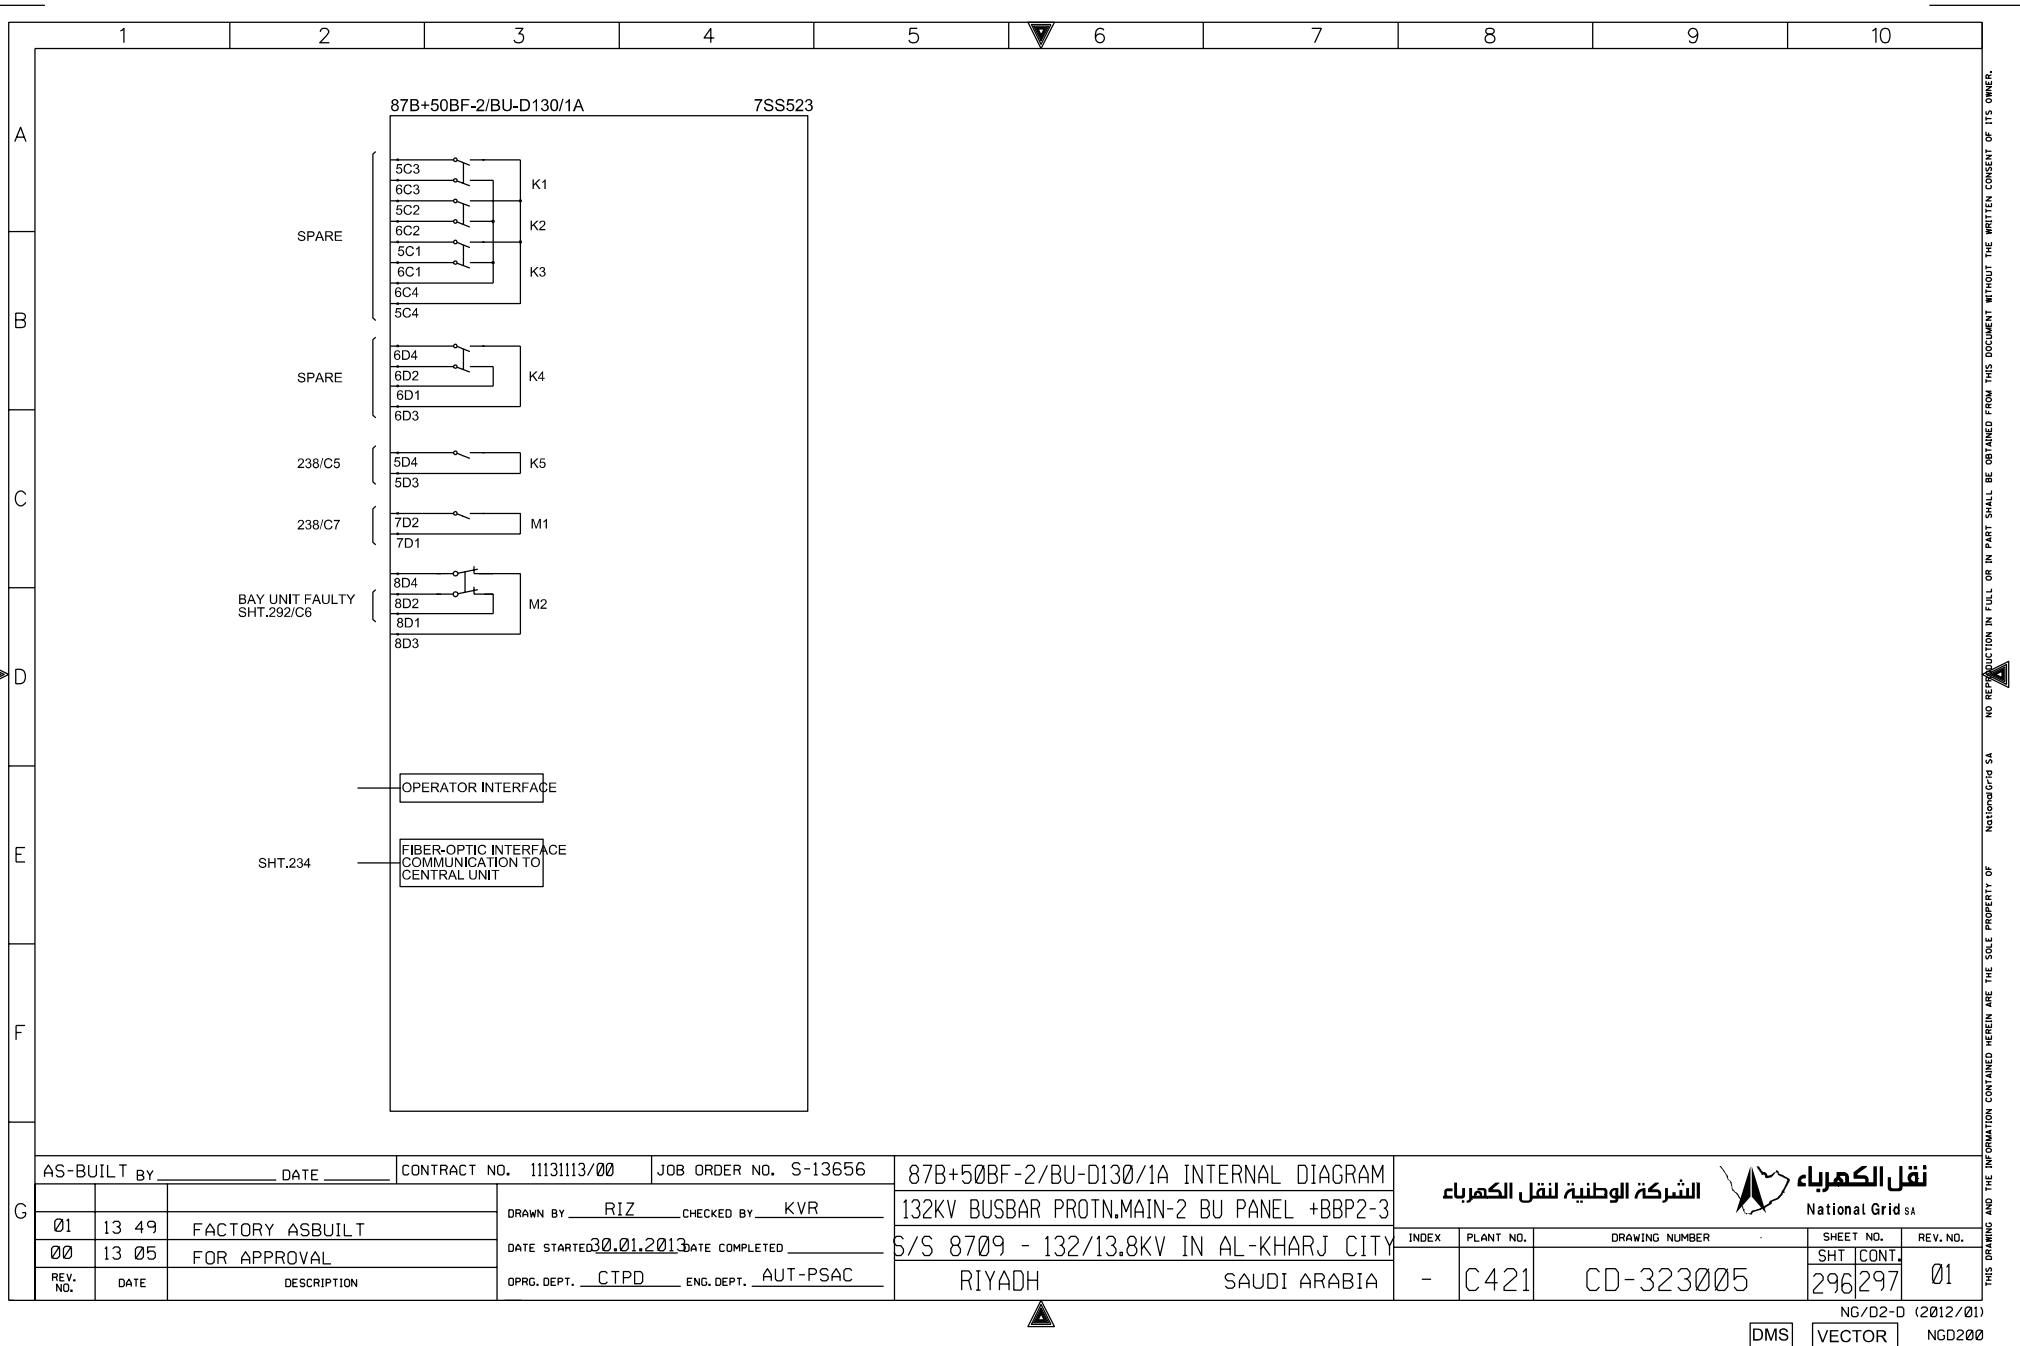 1 2 3 4 5 6 7 8 9 10
A
B
C
D
E
F
G
87B+50BF-2/BU-D130/1A 7SS523
SPARE
5C3
6C3
5C2
6C2
5C1
6C1
6C4
5C4
K1
K2
K3
SPARE
6D4
6D2
6D1
6D3
K4
238/C5
5D4
5D3
K5
238/C7
7D2
7D1
M1
BAY UNIT FAULTY
SHT.292/C6
8D4
8D2
8D1
8D3
M2
OPERATOR INTERFACE
SHT.234
FIBER-OPTIC INTERFACE
COMMUNICATION TO
CENTRAL UNIT
THIS DRAWING AND THE INFORMATION CONTAINED HEREIN ARE THE SOLE PROPERTY OF National Grid SA NO REPRODUCTION IN FULL OR IN PART SHALL BE OBTAINED FROM THIS DOCUMENT WITHOUT THE WRITTEN CONSENT OF ITS OWNER.
AS-BUILT BY DATE
CONTRACT NO. 11131113/00
JOB ORDER NO. S-13656
01 13 49 FACTORY ASBUILT
00 13 05 FOR APPROVAL
REV. NO. DATE DESCRIPTION
DRAWN BY RIZ CHECKED BY KVR
DATE STARTED 30.01.2013 DATE COMPLETED
OPRG. DEPT. CTPD ENG. DEPT. AUT-PSAC
87B+50BF-2/BU-D130/1A INTERNAL DIAGRAM
132KV BUSBAR PROTN.MAIN-2 BU PANEL +BBP2-3
S/S 8709 - 132/13.8KV IN AL-KHARJ CITY
RIYADH SAUDI ARABIA
الشركة الوطنية لنقل الكهرباء
نقل الكهرباء
National Grid SA
INDEX PLANT NO. DRAWING NUMBER SHEET NO. REV. NO.
SHT CONT.
- C421 CD-323005 296 297 01
NG/D2-D (2012/01)
DMS VECTOR NGD200